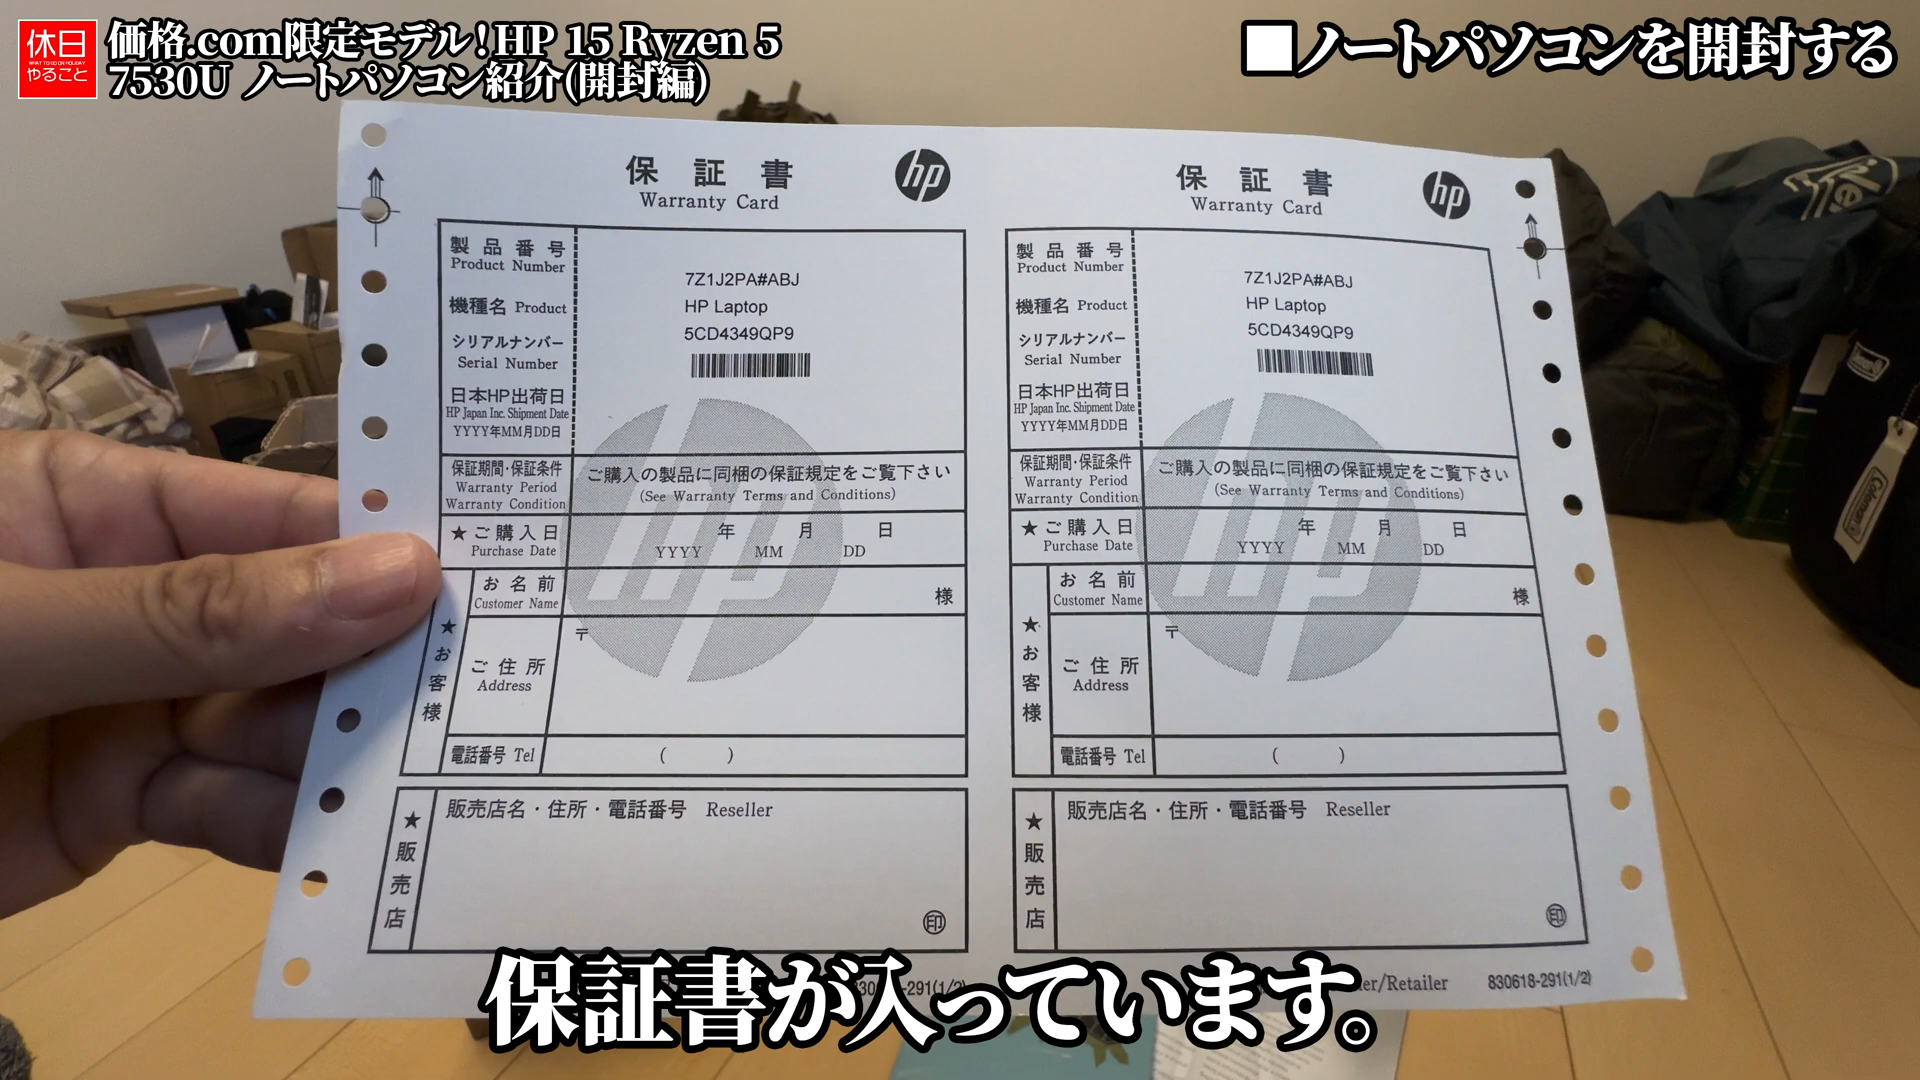 休日
WHAT TO DO ON HOLIDAY
やること
価格.com限定モデル！HP 15 Ryzen 5
7530U ノートパソコン紹介(開封編)
■ノートパソコンを開封する
保証書
Warranty Card
hp
製品番号
Product Number
7Z1J2PA#ABJ
機種名 Product
HP Laptop
シリアルナンバー
Serial Number
5CD4349QP9
日本HP出荷日
HP Japan Inc. Shipment Date
YYYY年MM月DD日
保証期間・保証条件
Warranty Period
Warranty Condition
ご購入の製品に同梱の保証規定をご覧下さい
(See Warranty Terms and Conditions)
★ご購入日
Purchase Date
年 月 日
YYYY MM DD
★お客様
お名前
Customer Name
様
ご住所
Address
〒
電話番号 Tel
( )
★販売店
販売店名・住所・電話番号 Reseller
印
-291(1/2)
保証書
Warranty Card
hp
製品番号
Product Number
7Z1J2PA#ABJ
機種名 Product
HP Laptop
シリアルナンバー
Serial Number
5CD4349QP9
日本HP出荷日
HP Japan Inc. Shipment Date
YYYY年MM月DD日
保証期間・保証条件
Warranty Period
Warranty Condition
ご購入の製品に同梱の保証規定をご覧下さい
(See Warranty Terms and Conditions)
★ご購入日
Purchase Date
年 月 日
YYYY MM DD
★お客様
お名前
Customer Name
様
ご住所
Address
〒
電話番号 Tel
( )
★販売店
販売店名・住所・電話番号 Reseller
印
/Retailer
830618-291(1/2)
Coleman
保証書が入っています。